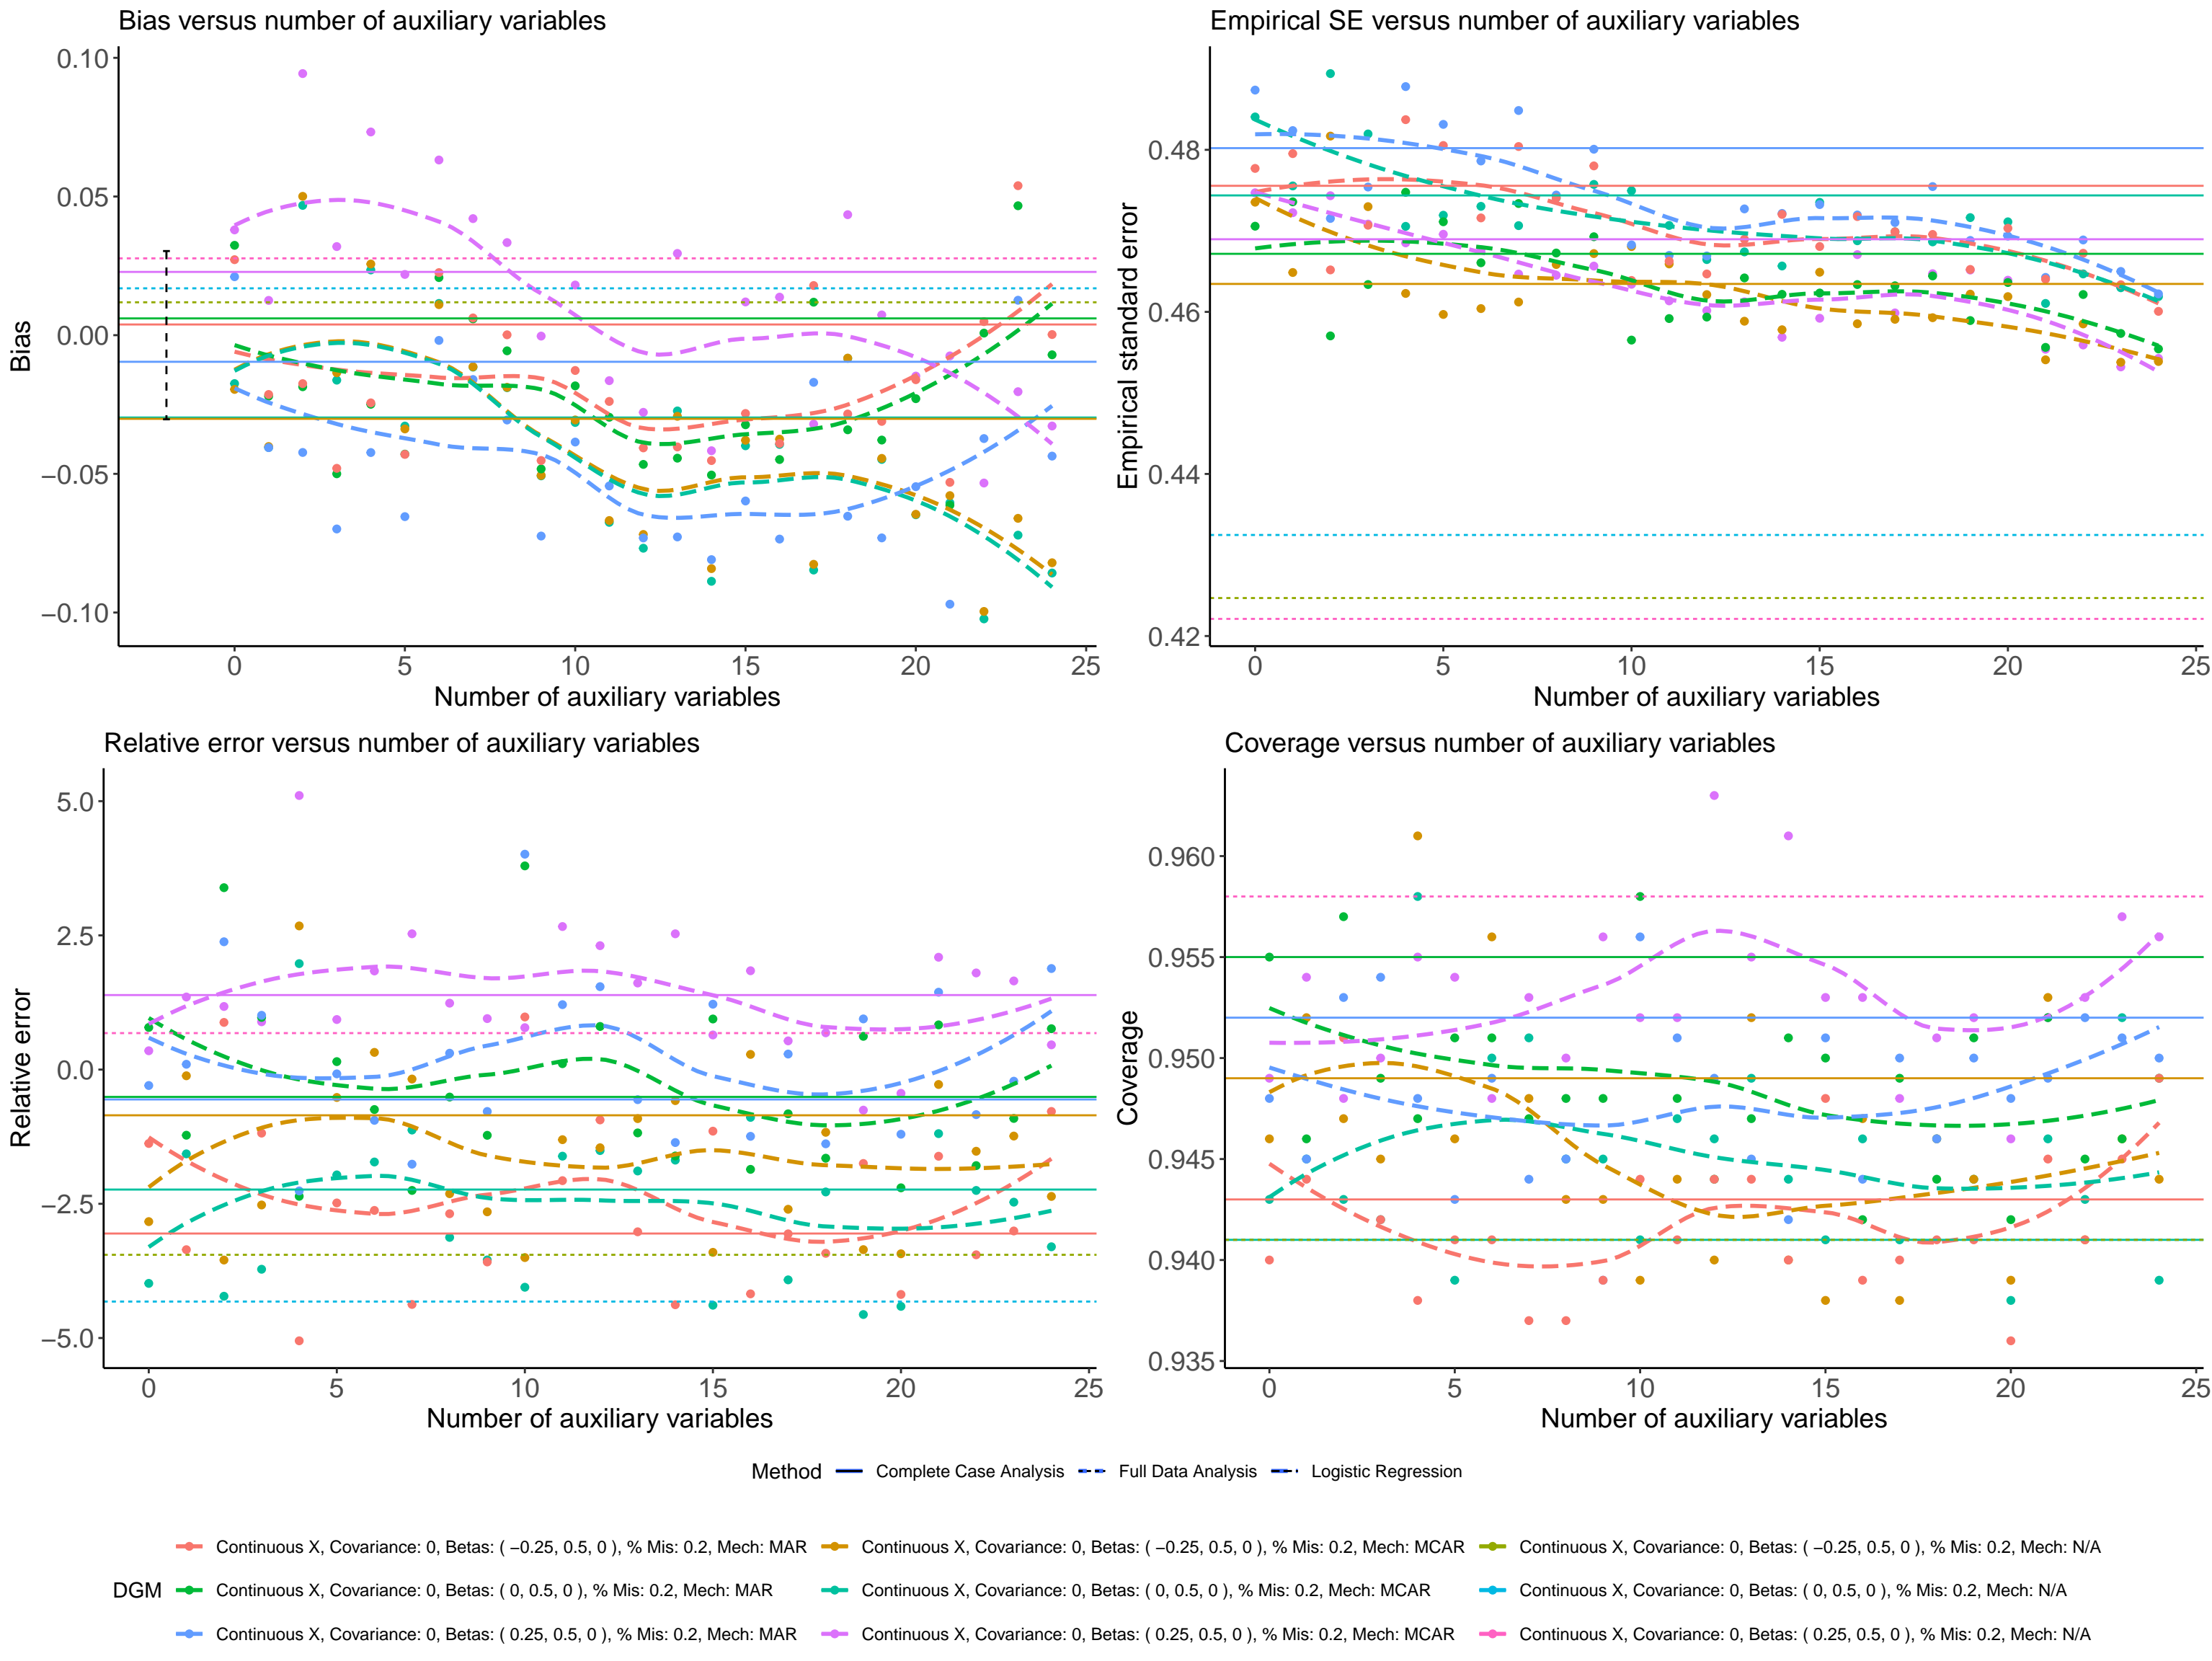 Bias versus number of auxiliary variables
Empirical SE versus number of auxiliary variables
0.10
0.05
0.00
−0.05
−0.10
Bias
0 5 10 15 20 25
Number of auxiliary variables
0.48
0.46
0.44
0.42
Empirical standard error
0 5 10 15 20 25
Number of auxiliary variables
Relative error versus number of auxiliary variables
Coverage versus number of auxiliary variables
5.0
2.5
0.0
−2.5
−5.0
Relative error
0 5 10 15 20 25
Number of auxiliary variables
0.960
0.955
0.950
0.945
0.940
0.935
Coverage
0 5 10 15 20 25
Number of auxiliary variables
Method Complete Case Analysis Full Data Analysis Logistic Regression
Continuous X, Covariance: 0, Betas: ( −0.25, 0.5, 0 ), % Mis: 0.2, Mech: MAR Continuous X, Covariance: 0, Betas: ( −0.25, 0.5, 0 ), % Mis: 0.2, Mech: MCAR Continuous X, Covariance: 0, Betas: ( −0.25, 0.5, 0 ), % Mis: 0.2, Mech: N/A
DGM Continuous X, Covariance: 0, Betas: ( 0, 0.5, 0 ), % Mis: 0.2, Mech: MAR Continuous X, Covariance: 0, Betas: ( 0, 0.5, 0 ), % Mis: 0.2, Mech: MCAR Continuous X, Covariance: 0, Betas: ( 0, 0.5, 0 ), % Mis: 0.2, Mech: N/A
Continuous X, Covariance: 0, Betas: ( 0.25, 0.5, 0 ), % Mis: 0.2, Mech: MAR Continuous X, Covariance: 0, Betas: ( 0.25, 0.5, 0 ), % Mis: 0.2, Mech: MCAR Continuous X, Covariance: 0, Betas: ( 0.25, 0.5, 0 ), % Mis: 0.2, Mech: N/A